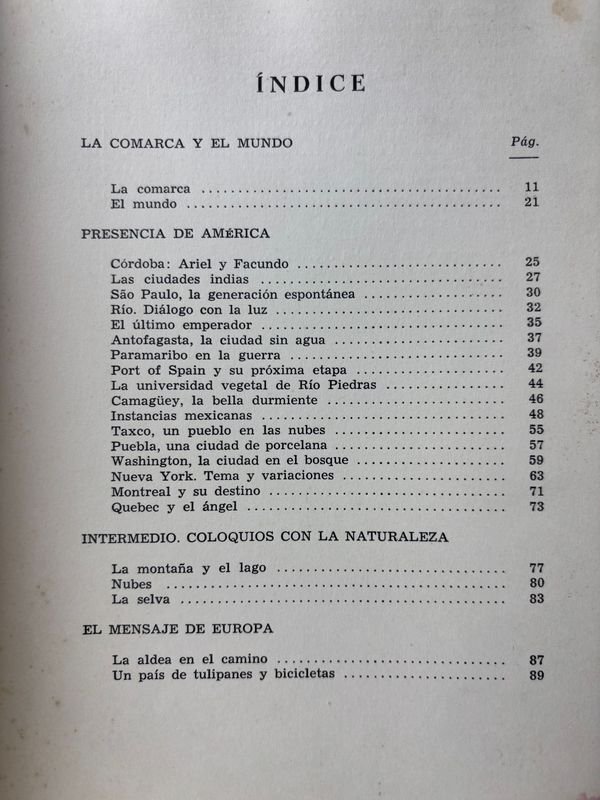 ÍNDICE
LA COMARCA Y EL MUNDO Pág.
La comarca ........................................ 11
El mundo .......................................... 21
PRESENCIA DE AMÉRICA
Córdoba: Ariel y Facundo ............................ 25
Las ciudades indias ................................. 27
São Paulo, la generación espontánea ................... 30
Río. Diálogo con la luz ............................... 32
El último emperador ................................. 35
Antofagasta, la ciudad sin agua ........................ 37
Paramaribo en la guerra ............................. 39
Port of Spain y su próxima etapa ..................... 42
La universidad vegetal de Río Piedras ................ 44
Camagüey, la bella durmiente ........................ 46
Instancias mexicanas ................................. 48
Taxco, un pueblo en las nubes ........................ 55
Puebla, una ciudad de porcelana ....................... 57
Washington, la ciudad en el bosque .................... 59
Nueva York. Tema y variaciones ...................... 63
Montreal y su destino ................................ 71
Quebec y el ángel .................................... 73
INTERMEDIO. COLOQUIOS CON LA NATURALEZA
La montaña y el lago ............................... 77
Nubes ............................................. 80
La selva ............................................ 83
EL MENSAJE DE EUROPA
La aldea en el camino ............................... 87
Un país de tulipanes y bicicletas ...................... 89